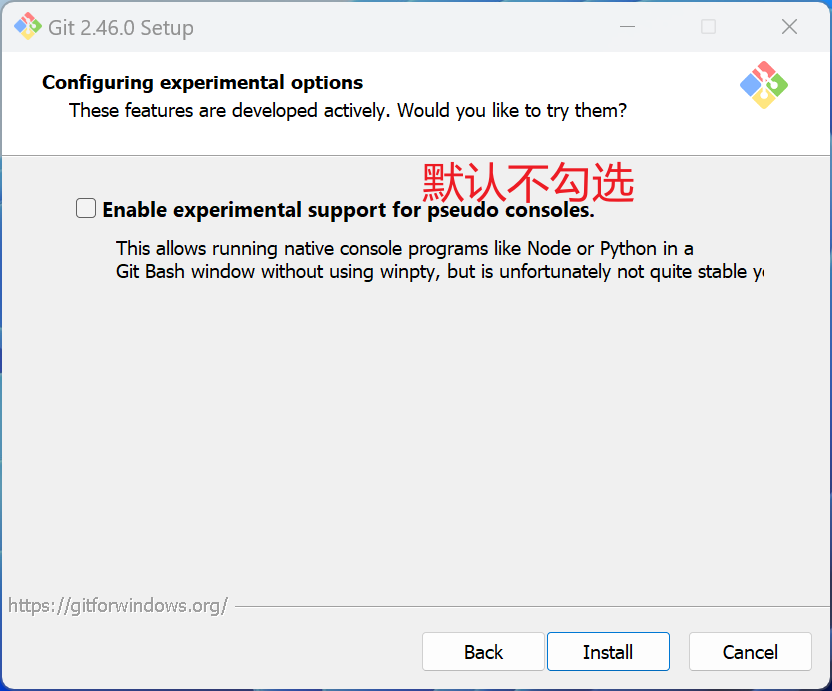 Git 2.46.0 Setup
Configuring experimental options
These features are developed actively. Would you like to try them?
默认不勾选
Enable experimental support for pseudo consoles.
This allows running native console programs like Node or Python in a
Git Bash window without using winpty, but is unfortunately not quite stable
https://gitforwindows.org/
Back
Install
Cancel